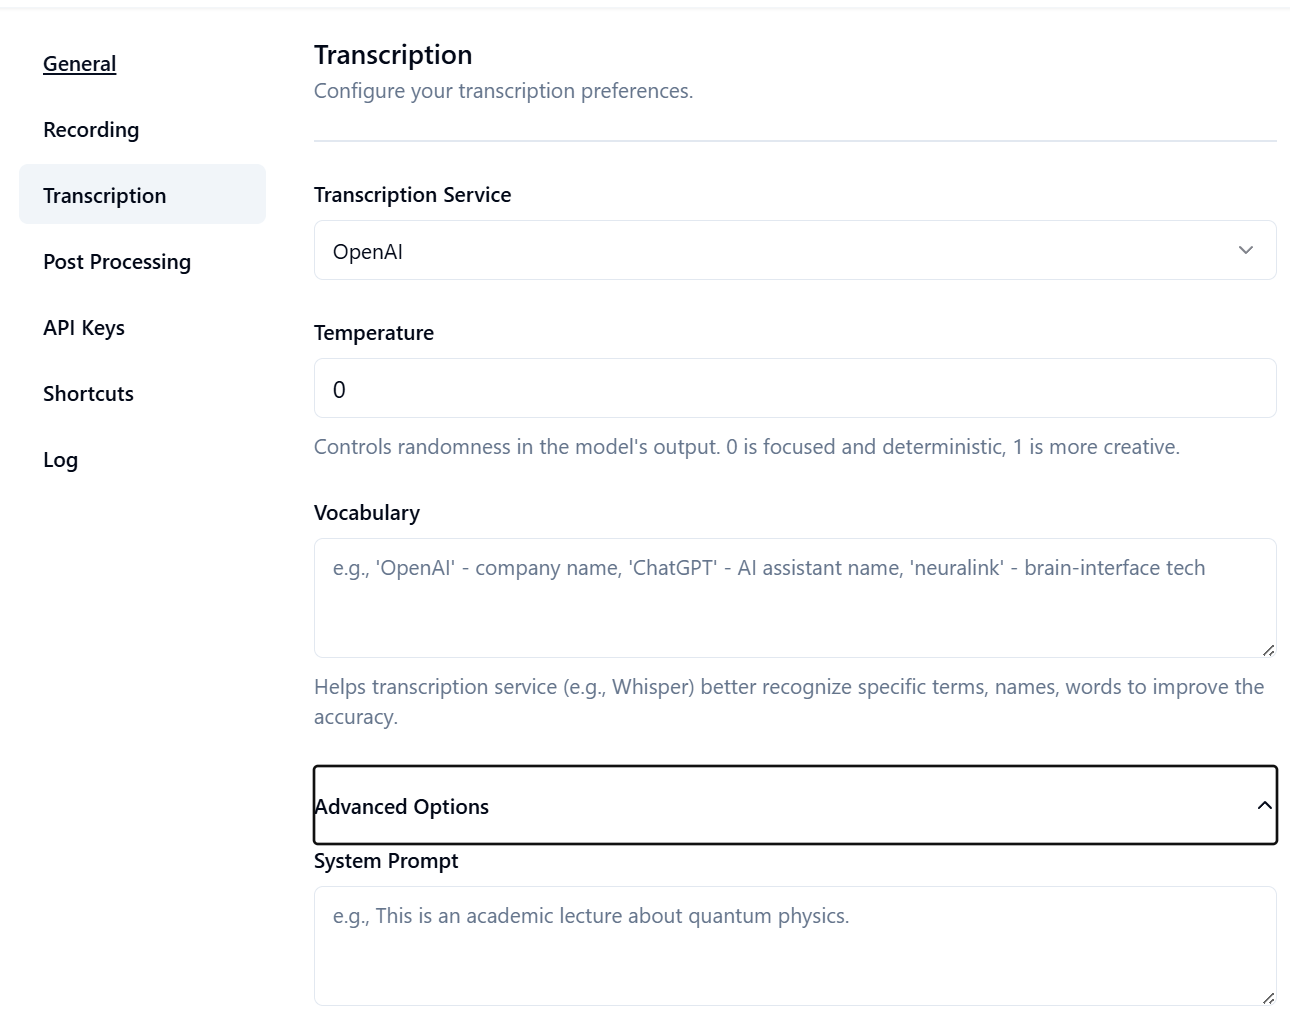 General
Recording
Transcription
Post Processing
API Keys
Shortcuts
Log
Transcription
Configure your transcription preferences.
Transcription Service
OpenAI
Temperature
0
Controls randomness in the model's output. 0 is focused and deterministic, 1 is more creative.
Vocabulary
e.g., 'OpenAI' - company name, 'ChatGPT' - AI assistant name, 'neuralink' - brain-interface tech
Helps transcription service (e.g., Whisper) better recognize specific terms, names, words to improve the
accuracy.
Advanced Options
System Prompt
e.g., This is an academic lecture about quantum physics.